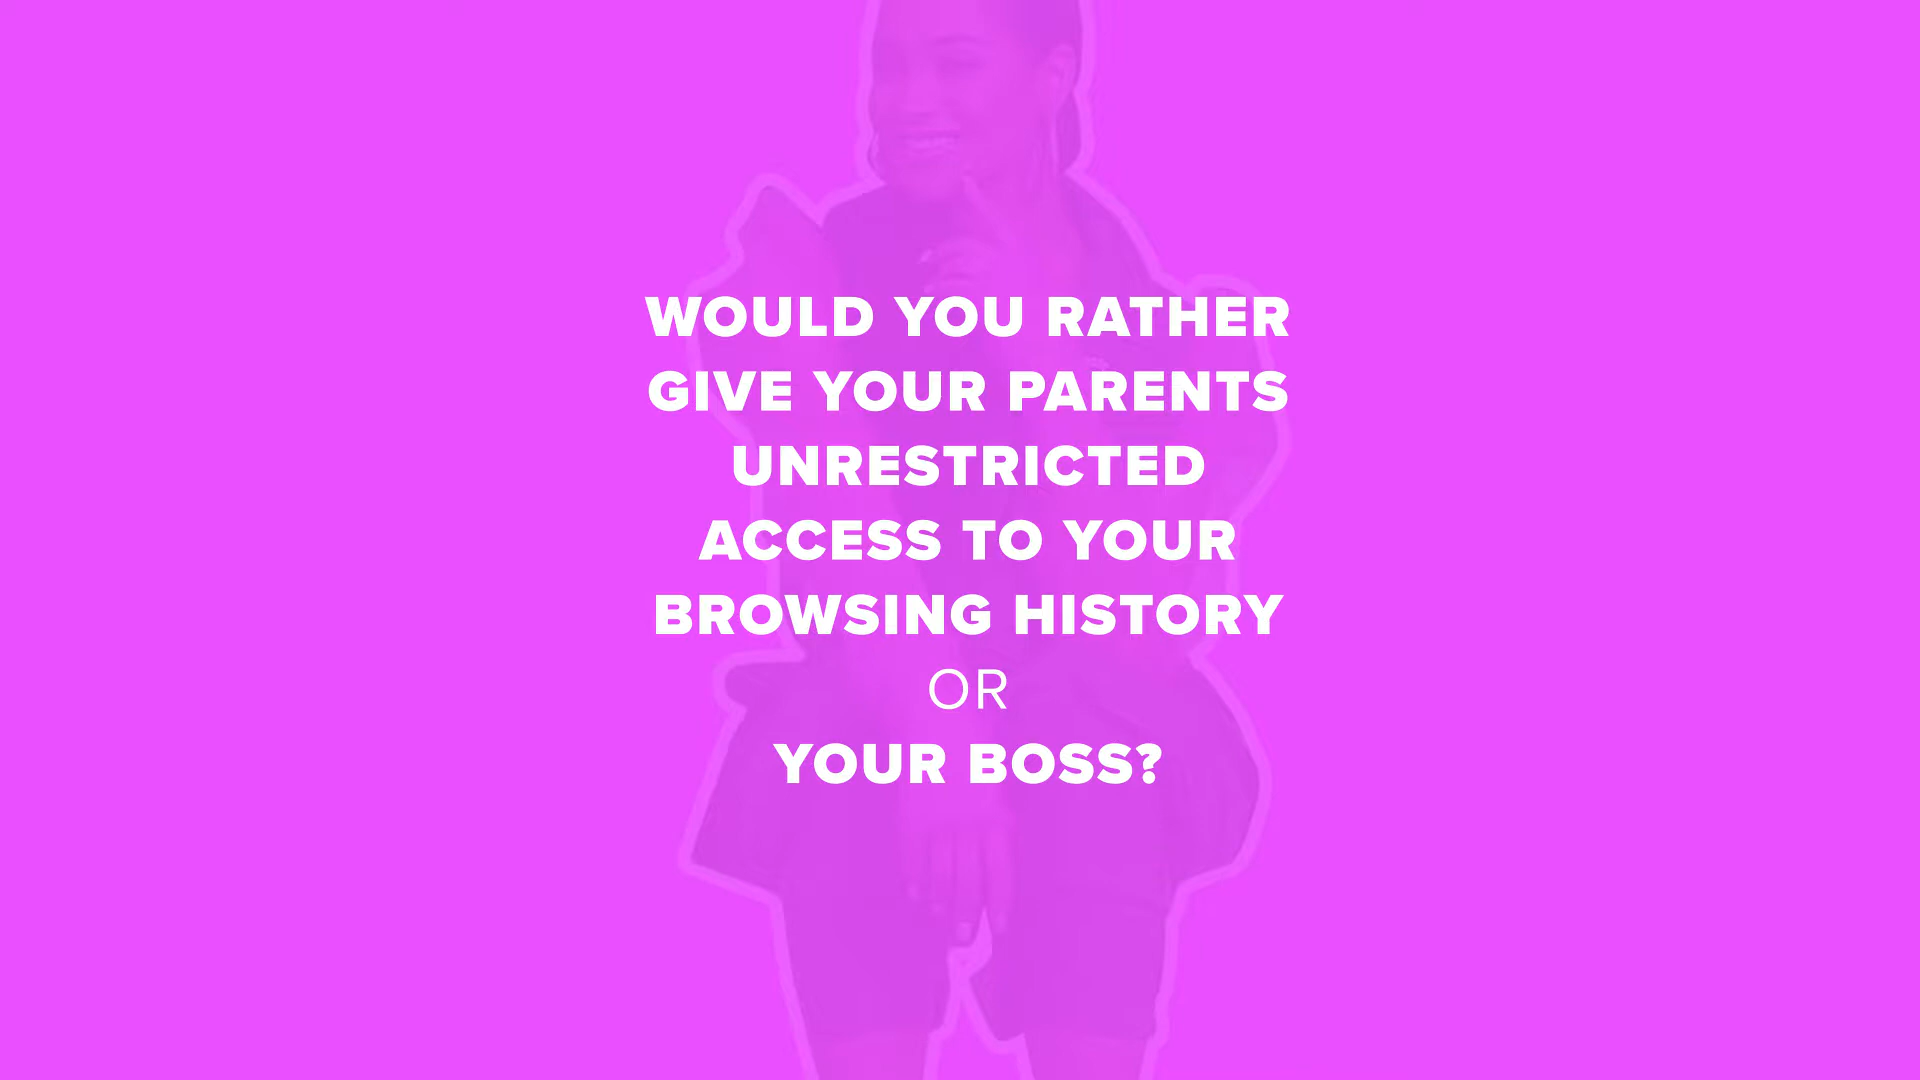 WOULD YOU RATHER
GIVE YOUR PARENTS
UNRESTRICTED
ACCESS TO YOUR
BROWSING HISTORY
OR
YOUR BOSS?